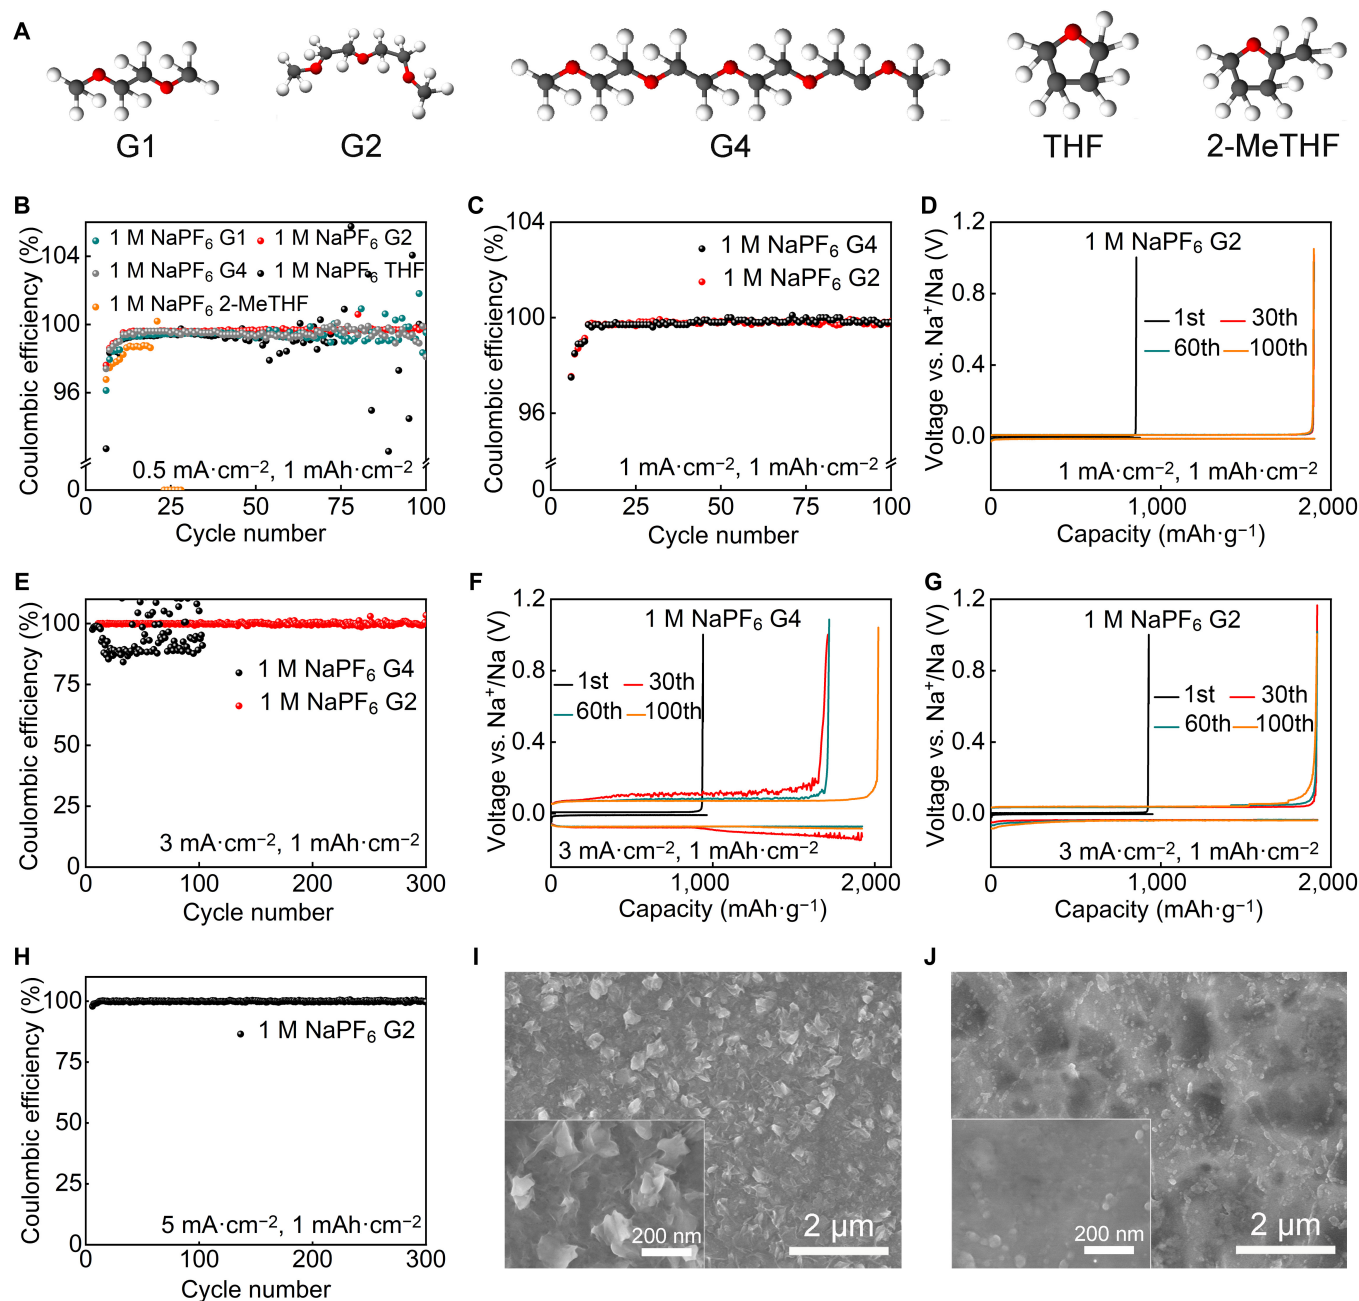 A
G1
G2
G4
THF
2-MeTHF
B
Coulombic efficiency (%)
104
100
96
0
1 M NaPF₆ G1
1 M NaPF₆ G2
1 M NaPF₆ G4
1 M NaPF₆ THF
1 M NaPF₆ 2-MeTHF
0.5 mA·cm⁻², 1 mAh·cm⁻²
25 50 75 100
Cycle number
C
Coulombic efficiency (%)
104
100
96
0
1 M NaPF₆ G4
1 M NaPF₆ G2
1 mA·cm⁻², 1 mAh·cm⁻²
25 50 75 100
Cycle number
D
Voltage vs. Na⁺/Na (V)
1.2
0.8
0.4
0.0
1 M NaPF₆ G2
1st 30th
60th 100th
1 mA·cm⁻², 1 mAh·cm⁻²
0 1,000 2,000
Capacity (mAh·g⁻¹)
E
Coulombic efficiency (%)
100
75
50
25
0
1 M NaPF₆ G4
1 M NaPF₆ G2
3 mA·cm⁻², 1 mAh·cm⁻²
0 100 200 300
Cycle number
F
Voltage vs. Na⁺/Na (V)
1.2
0.8
0.4
0.0
1 M NaPF₆ G4
1st 30th
60th 100th
3 mA·cm⁻², 1 mAh·cm⁻²
0 1,000 2,000
Capacity (mAh·g⁻¹)
G
Voltage vs. Na⁺/Na (V)
1.2
0.8
0.4
0.0
1 M NaPF₆ G2
1st 30th
60th 100th
3 mA·cm⁻², 1 mAh·cm⁻²
0 1,000 2,000
Capacity (mAh·g⁻¹)
H
Coulombic efficiency (%)
100
75
50
25
0
1 M NaPF₆ G2
5 mA·cm⁻², 1 mAh·cm⁻²
0 100 200 300
Cycle number
I
200 nm
2 μm
J
200 nm
2 μm